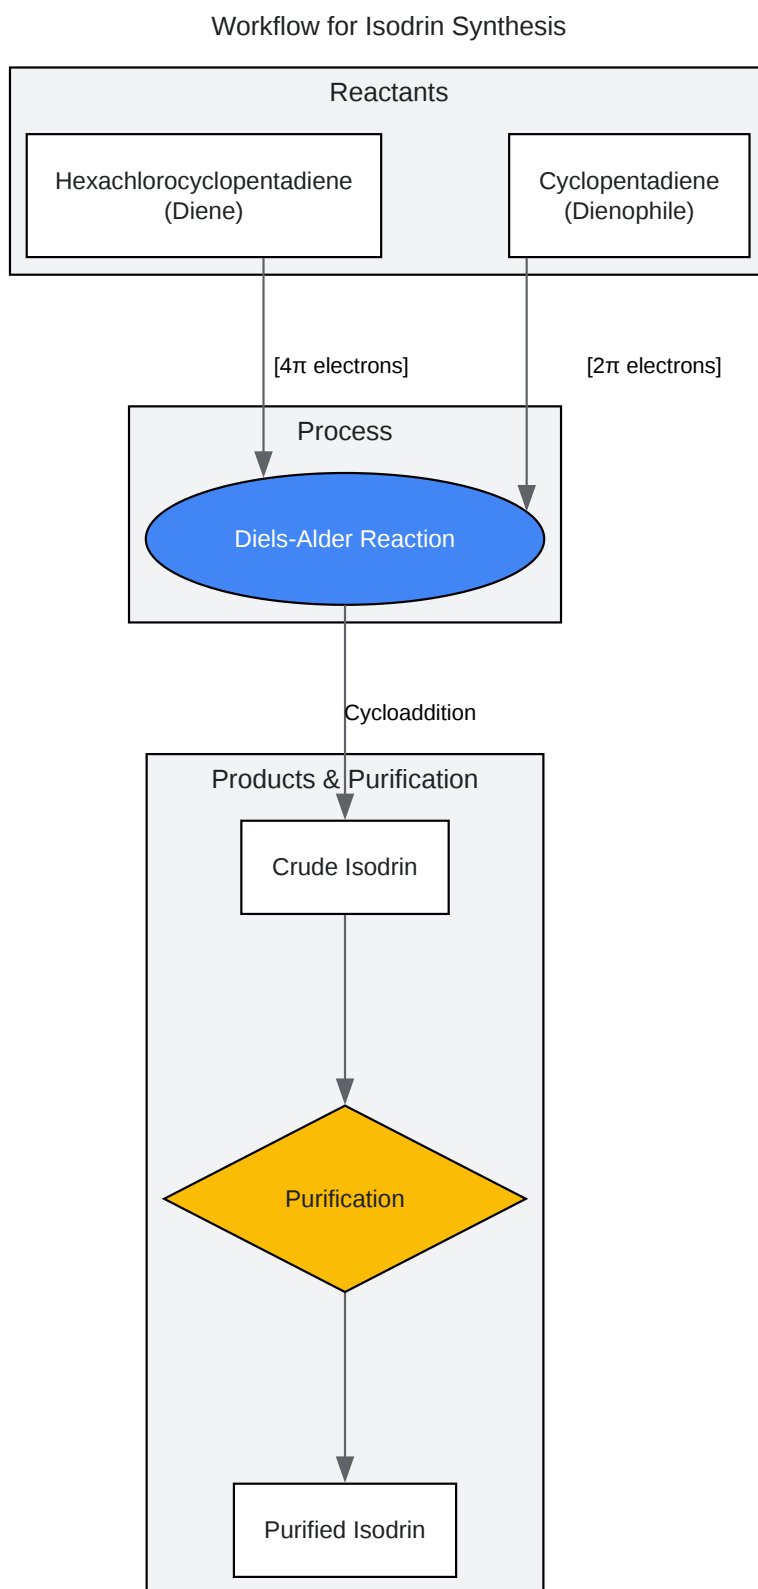 Workflow for Isodrin Synthesis
Reactants
Hexachlorocyclopentadiene
(Diene)
Cyclopentadiene
(Dienophile)
[4π electrons]
[2π electrons]
Process
Diels-Alder Reaction
Cycloaddition
Products & Purification
Crude Isodrin
Purification
Purified Isodrin